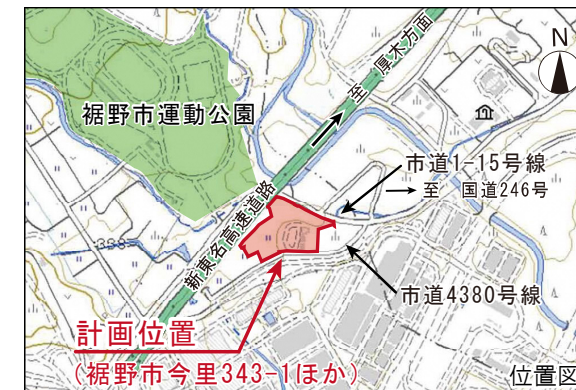 至 厚木方面
N
裾野市運動公園
市道1-15号線
至 国道246号
新東名高速道路
338
市道4380号線
計画位置
(裾野市今里343-1ほか)
位置図